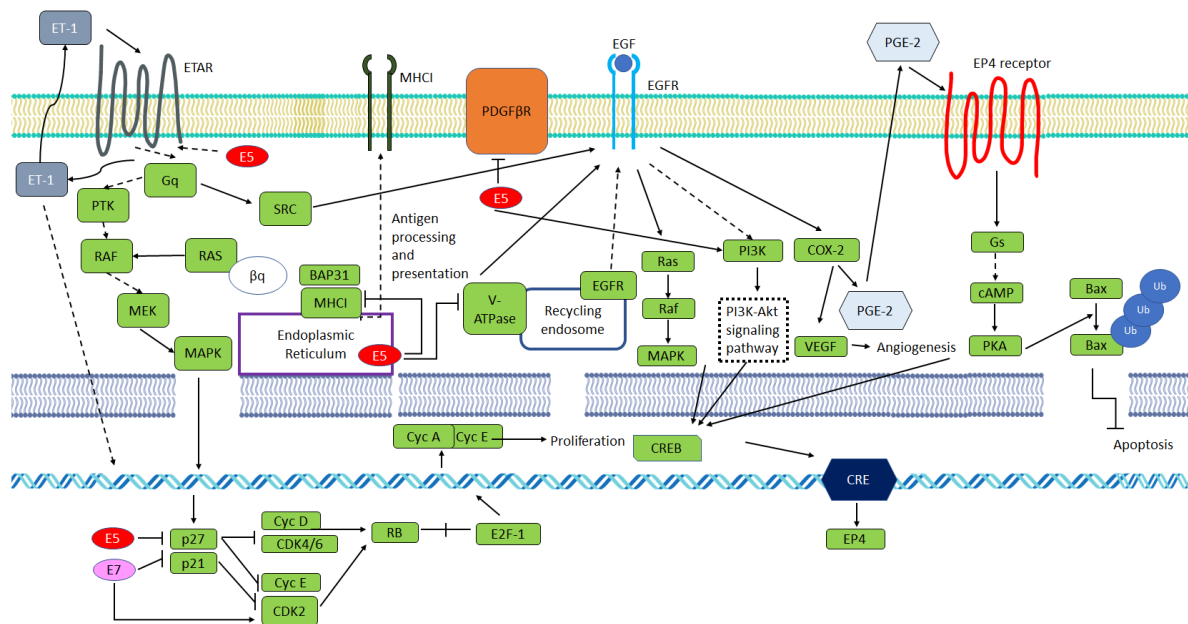 ET-1
ETAR
MHCI
PDGFβR
EGF
EGFR
PGE-2
EP4 receptor
E5
ET-1
Gq
PTK
SRC
E5
Antigen
processing
and
presentation
RAF
RAS
βq
BAP31
MHCI
MEK
MAPK
Endoplasmic
Reticulum
E5
V-
ATPase
EGFR
Recycling
endosome
Ras
Raf
MAPK
PI3K
PI3K-Akt
signaling
pathway
COX-2
PGE-2
VEGF
Angiogenesis
Gs
cAMP
PKA
Bax
Bax
Ub
Ub
Ub
Apoptosis
Cyc A
Cyc E
Proliferation
CREB
CRE
EP4
E5
E7
p27
p21
Cyc D
CDK4/6
Cyc E
CDK2
RB
E2F-1